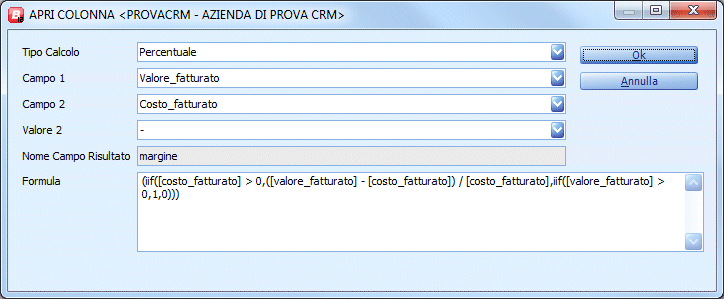 APRI COLONNA <PROVACRM - AZIENDA DI PROVA CRM>
Tipo Calcolo Percentuale Ok
Campo 1 Valore_fatturato Annulla
Campo 2 Costo_fatturato
Valore 2 -
Nome Campo Risultato margine
Formula (iif([costo_fatturato] > 0,([valore_fatturato] - [costo_fatturato]) / [costo_fatturato],iif([valore_fatturato] >
0,1,0)))